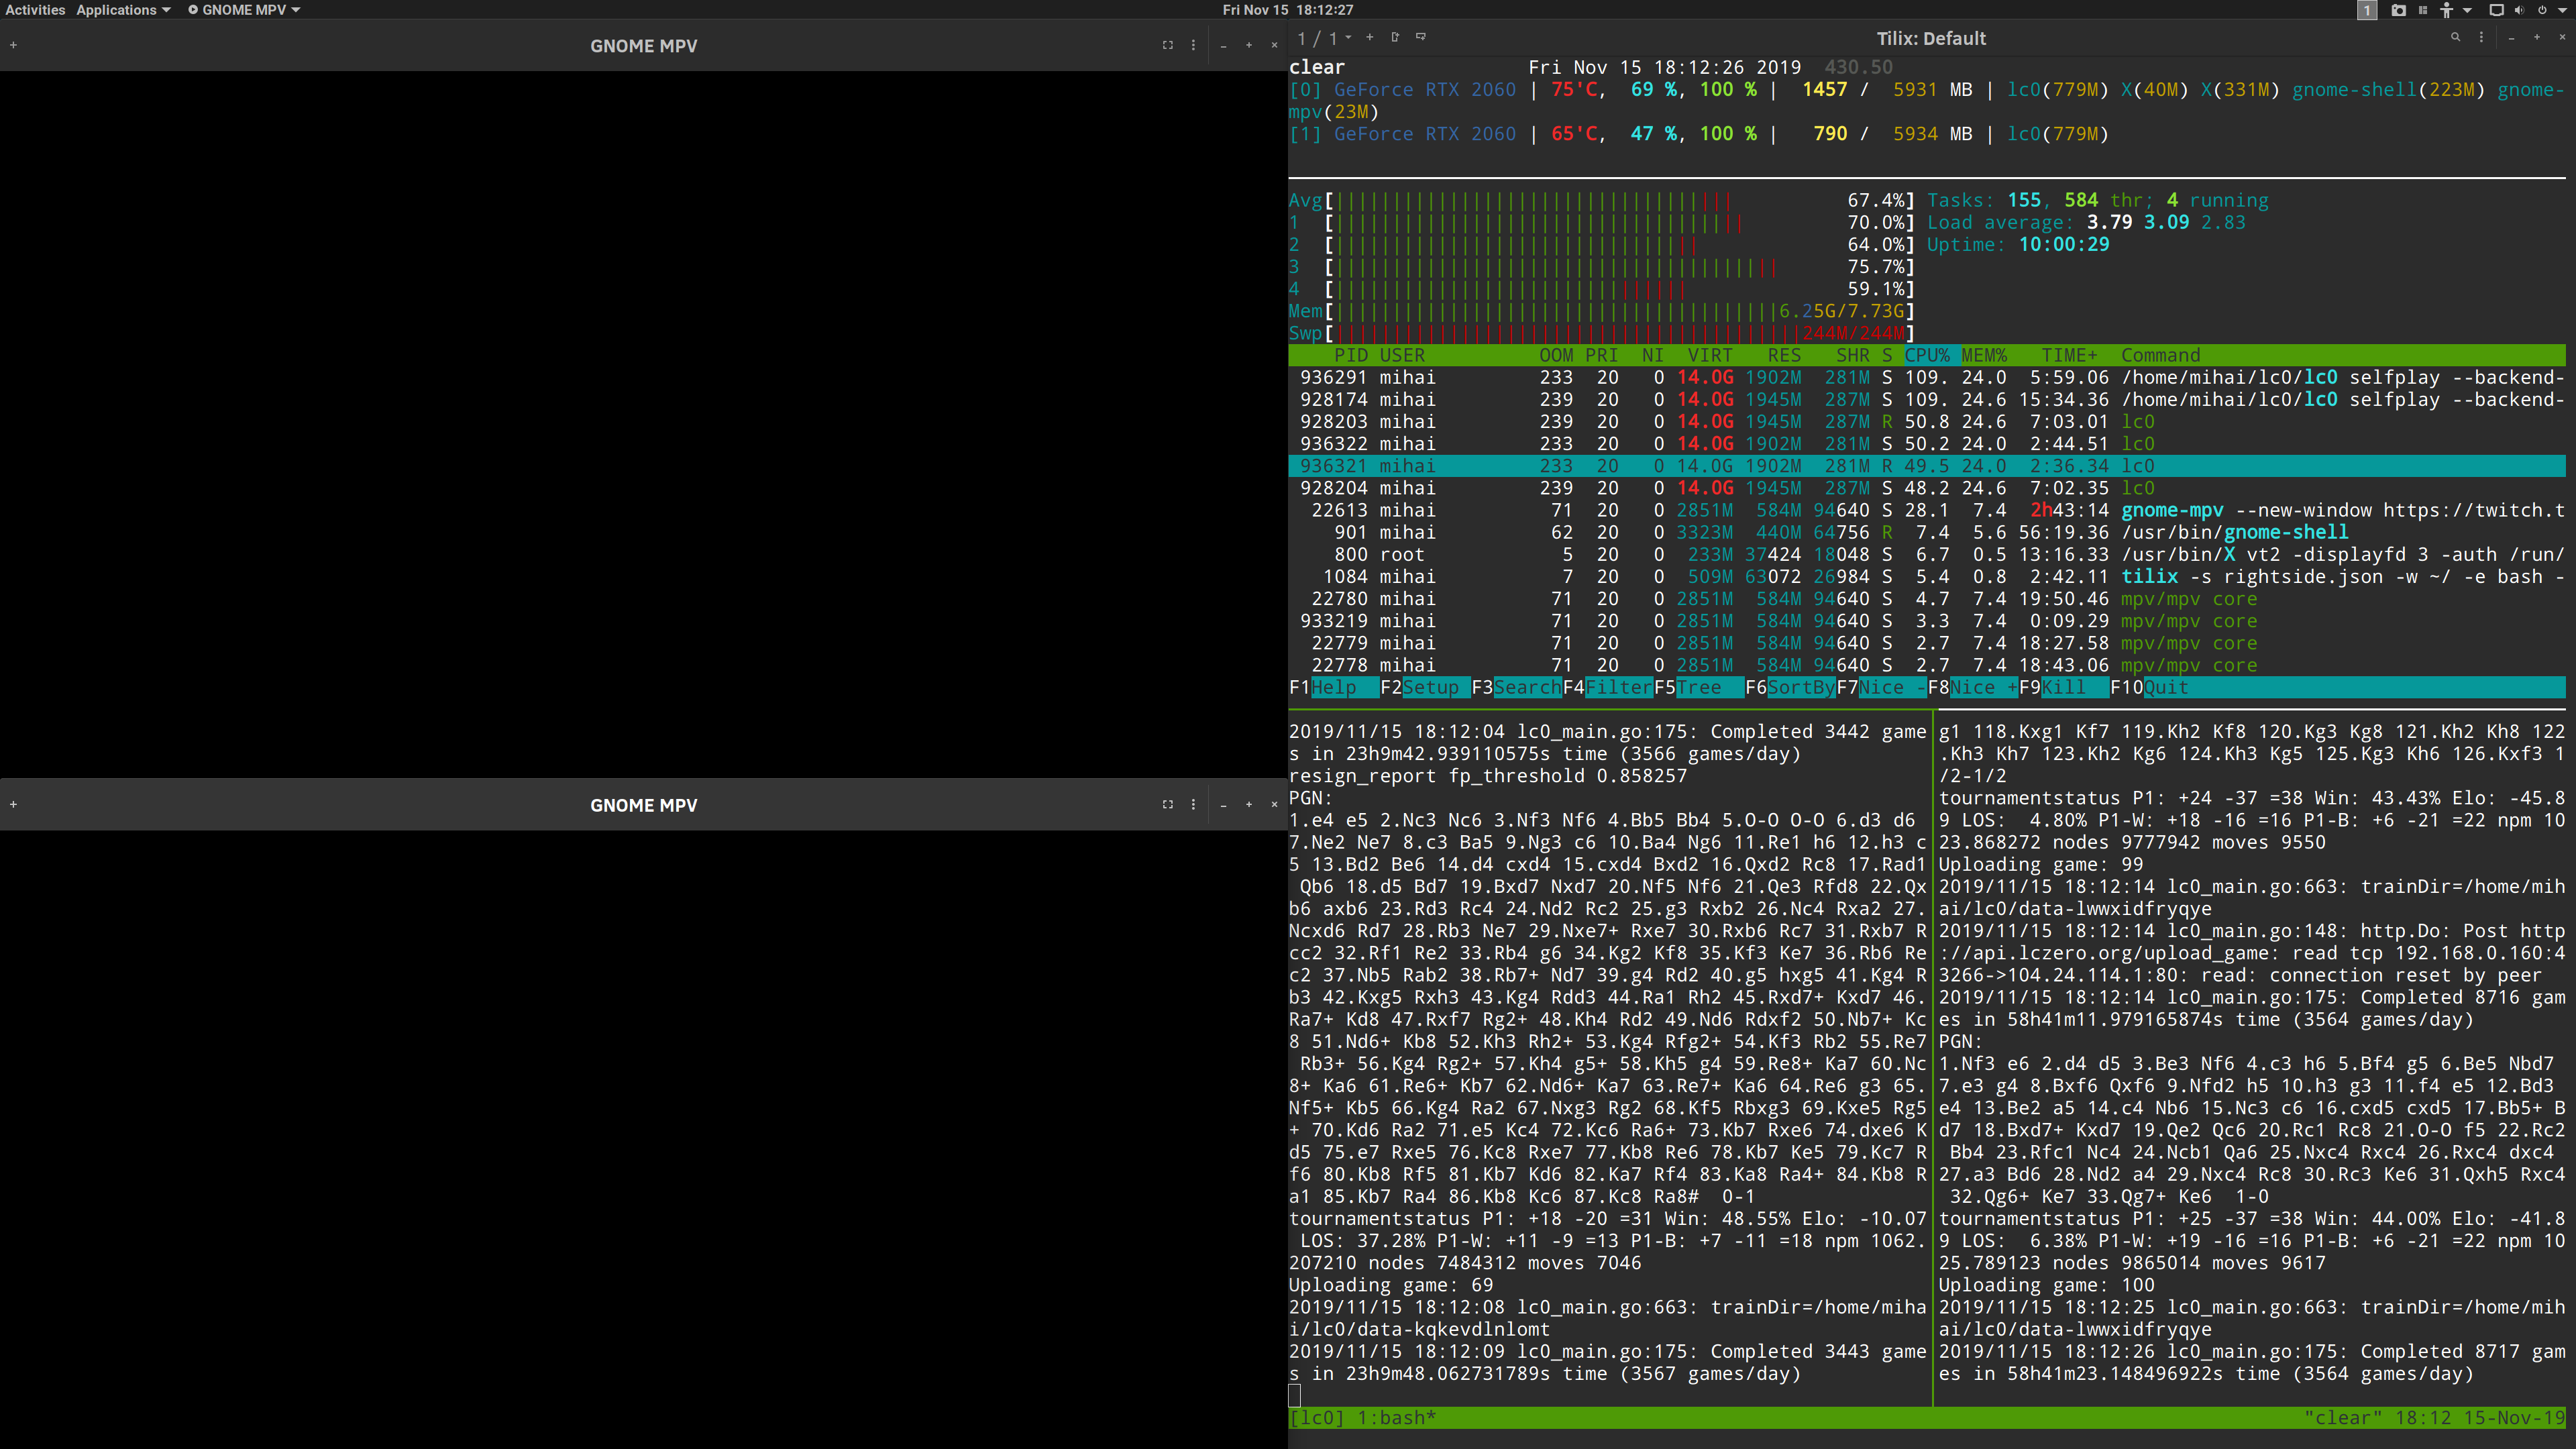 Activities Applications GNOME MPV Fri Nov 15 18:12:27 1
GNOME MPV
GNOME MPV
1 / 1 Tilix: Default
clear Fri Nov 15 18:12:26 2019 430.50
[0] GeForce RTX 2060 | 75'C, 69 %, 100 % | 1457 / 5931 MB | lc0(779M) X(40M) X(331M) gnome-shell(223M) gnome-
mpv(23M)
[1] GeForce RTX 2060 | 65'C, 47 %, 100 % | 790 / 5934 MB | lc0(779M)
Avg[ 67.4%] Tasks: 155, 584 thr; 4 running
1 [ 70.0%] Load average: 3.79 3.09 2.83
2 [ 64.0%] Uptime: 10:00:29
3 [ 75.7%]
4 [ 59.1%]
Mem[ 6.25G/7.73G]
Swp[ 244M/244M]
PID USER OOM PRI NI VIRT RES SHR S CPU% MEM% TIME+ Command
936291 mihai 233 20 0 14.0G 1902M 281M S 109. 24.0 5:59.06 /home/mihai/lc0/lc0 selfplay --backend-
928174 mihai 239 20 0 14.0G 1945M 287M S 109. 24.6 15:34.36 /home/mihai/lc0/lc0 selfplay --backend-
928203 mihai 239 20 0 14.0G 1945M 287M R 50.8 24.6 7:03.01 lc0
936322 mihai 233 20 0 14.0G 1902M 281M S 50.2 24.0 2:44.51 lc0
936321 mihai 233 20 0 14.0G 1902M 281M R 49.5 24.0 2:36.34 lc0
928204 mihai 239 20 0 14.0G 1945M 287M S 48.2 24.6 7:02.35 lc0
22613 mihai 71 20 0 2851M 584M 94640 S 28.1 7.4 2h43:14 gnome-mpv --new-window https://twitch.t
901 mihai 62 20 0 3323M 440M 64756 R 7.4 5.6 56:19.36 /usr/bin/gnome-shell
800 root 5 20 0 233M 37424 18048 S 6.7 0.5 13:16.33 /usr/bin/X vt2 -displayfd 3 -auth /run/
1084 mihai 7 20 0 509M 63072 26984 S 5.4 0.8 2:42.11 tilix -s rightside.json -w ~/ -e bash -
22780 mihai 71 20 0 2851M 584M 94640 S 4.7 7.4 19:50.46 mpv/mpv core
933219 mihai 71 20 0 2851M 584M 94640 S 3.3 7.4 0:09.29 mpv/mpv core
22779 mihai 71 20 0 2851M 584M 94640 S 2.7 7.4 18:27.58 mpv/mpv core
22778 mihai 71 20 0 2851M 584M 94640 S 2.7 7.4 18:43.06 mpv/mpv core
F1Help F2Setup F3SearchF4FilterF5Tree F6SortByF7Nice -F8Nice +F9Kill F10Quit
2019/11/15 18:12:04 lc0_main.go:175: Completed 3442 game
s in 23h9m42.939110575s time (3566 games/day)
resign_report fp_threshold 0.858257
PGN:
1.e4 e5 2.Nc3 Nc6 3.Nf3 Nf6 4.Bb5 Bb4 5.O-O O-O 6.d3 d6
7.Ne2 Ne7 8.c3 Ba5 9.Ng3 c6 10.Ba4 Ng6 11.Re1 h6 12.h3 c
5 13.Bd2 Be6 14.d4 cxd4 15.cxd4 Bxd2 16.Qxd2 Rc8 17.Rad1
Qb6 18.d5 Bd7 19.Bxd7 Nxd7 20.Nf5 Nf6 21.Qe3 Rfd8 22.Qx
b6 axb6 23.Rd3 Rc4 24.Nd2 Rc2 25.g3 Rxb2 26.Nc4 Rxa2 27.
Ncxd6 Rd7 28.Rb3 Ne7 29.Nxe7+ Rxe7 30.Rxb6 Rc7 31.Rxb7 R
cc2 32.Rf1 Re2 33.Rb4 g6 34.Kg2 Kf8 35.Kf3 Ke7 36.Rb6 Re
c2 37.Nb5 Rab2 38.Rb7+ Nd7 39.g4 Rd2 40.g5 hxg5 41.Kg4 R
b3 42.Kxg5 Rxh3 43.Kg4 Rdd3 44.Ra1 Rh2 45.Rxd7+ Kxd7 46.
Ra7+ Kd8 47.Rxf7 Rg2+ 48.Kh4 Rd2 49.Nd6 Rdxf2 50.Nb7+ Kc
8 51.Nd6+ Kb8 52.Kh3 Rh2+ 53.Kg4 Rfg2+ 54.Kf3 Rb2 55.Re7
Rb3+ 56.Kg4 Rg2+ 57.Kh4 g5+ 58.Kh5 g4 59.Re8+ Ka7 60.Nc
8+ Ka6 61.Re6+ Kb7 62.Nd6+ Ka7 63.Re7+ Ka6 64.Re6 g3 65.
Nf5+ Kb5 66.Kg4 Ra2 67.Nxg3 Rg2 68.Kf5 Rbxg3 69.Kxe5 Rg5
+ 70.Kd6 Ra2 71.e5 Kc4 72.Kc6 Ra6+ 73.Kb7 Rxe6 74.dxe6 K
d5 75.e7 Rxe5 76.Kc8 Rxe7 77.Kb8 Re6 78.Kb7 Ke5 79.Kc7 R
f6 80.Kb8 Rf5 81.Kb7 Kd6 82.Ka7 Rf4 83.Ka8 Ra4+ 84.Kb8 R
a1 85.Kb7 Ra4 86.Kb8 Kc6 87.Kc8 Ra8# 0-1
tournamentstatus P1: +18 -20 =31 Win: 48.55% Elo: -10.07
LOS: 37.28% P1-W: +11 -9 =13 P1-B: +7 -11 =18 npm 1062.
207210 nodes 7484312 moves 7046
Uploading game: 69
2019/11/15 18:12:08 lc0_main.go:663: trainDir=/home/miha
i/lc0/data-kqkevdlnlomt
2019/11/15 18:12:09 lc0_main.go:175: Completed 3443 game
s in 23h9m48.062731789s time (3567 games/day)
g1 118.Kxg1 Kf7 119.Kh2 Kf8 120.Kg3 Kg8 121.Kh2 Kh8 122
.Kh3 Kh7 123.Kh2 Kg6 124.Kh3 Kg5 125.Kg3 Kh6 126.Kxf3 1
/2-1/2
tournamentstatus P1: +24 -37 =38 Win: 43.43% Elo: -45.8
9 LOS: 4.80% P1-W: +18 -16 =16 P1-B: +6 -21 =22 npm 10
23.868272 nodes 9777942 moves 9550
Uploading game: 99
2019/11/15 18:12:14 lc0_main.go:663: trainDir=/home/mih
ai/lc0/data-lwwxidfryqye
2019/11/15 18:12:14 lc0_main.go:148: http.Do: Post http
://api.lczero.org/upload_game: read tcp 192.168.0.160:4
3266->104.24.114.1:80: read: connection reset by peer
2019/11/15 18:12:14 lc0_main.go:175: Completed 8716 gam
es in 58h41m11.979165874s time (3564 games/day)
PGN:
1.Nf3 e6 2.d4 d5 3.Be3 Nf6 4.c3 h6 5.Bf4 g5 6.Be5 Nbd7
7.e3 g4 8.Bxf6 Qxf6 9.Nfd2 h5 10.h3 g3 11.f4 e5 12.Bd3
e4 13.Be2 a5 14.c4 Nb6 15.Nc3 c6 16.cxd5 cxd5 17.Bb5+ B
d7 18.Bxd7+ Kxd7 19.Qe2 Qc6 20.Rc1 Rc8 21.O-O f5 22.Rc2
Bb4 23.Rfc1 Nc4 24.Ncb1 Qa6 25.Nxc4 Rxc4 26.Rxc4 dxc4
27.a3 Bd6 28.Nd2 a4 29.Nxc4 Rc8 30.Rc3 Ke6 31.Qxh5 Rxc4
32.Qg6+ Ke7 33.Qg7+ Ke6 1-0
tournamentstatus P1: +25 -37 =38 Win: 44.00% Elo: -41.8
9 LOS: 6.38% P1-W: +19 -16 =16 P1-B: +6 -21 =22 npm 10
25.789123 nodes 9865014 moves 9617
Uploading game: 100
2019/11/15 18:12:25 lc0_main.go:663: trainDir=/home/mih
ai/lc0/data-lwwxidfryqye
2019/11/15 18:12:26 lc0_main.go:175: Completed 8717 gam
es in 58h41m23.148496922s time (3564 games/day)
[lc0] 1:bash* "clear" 18:12 15-Nov-19